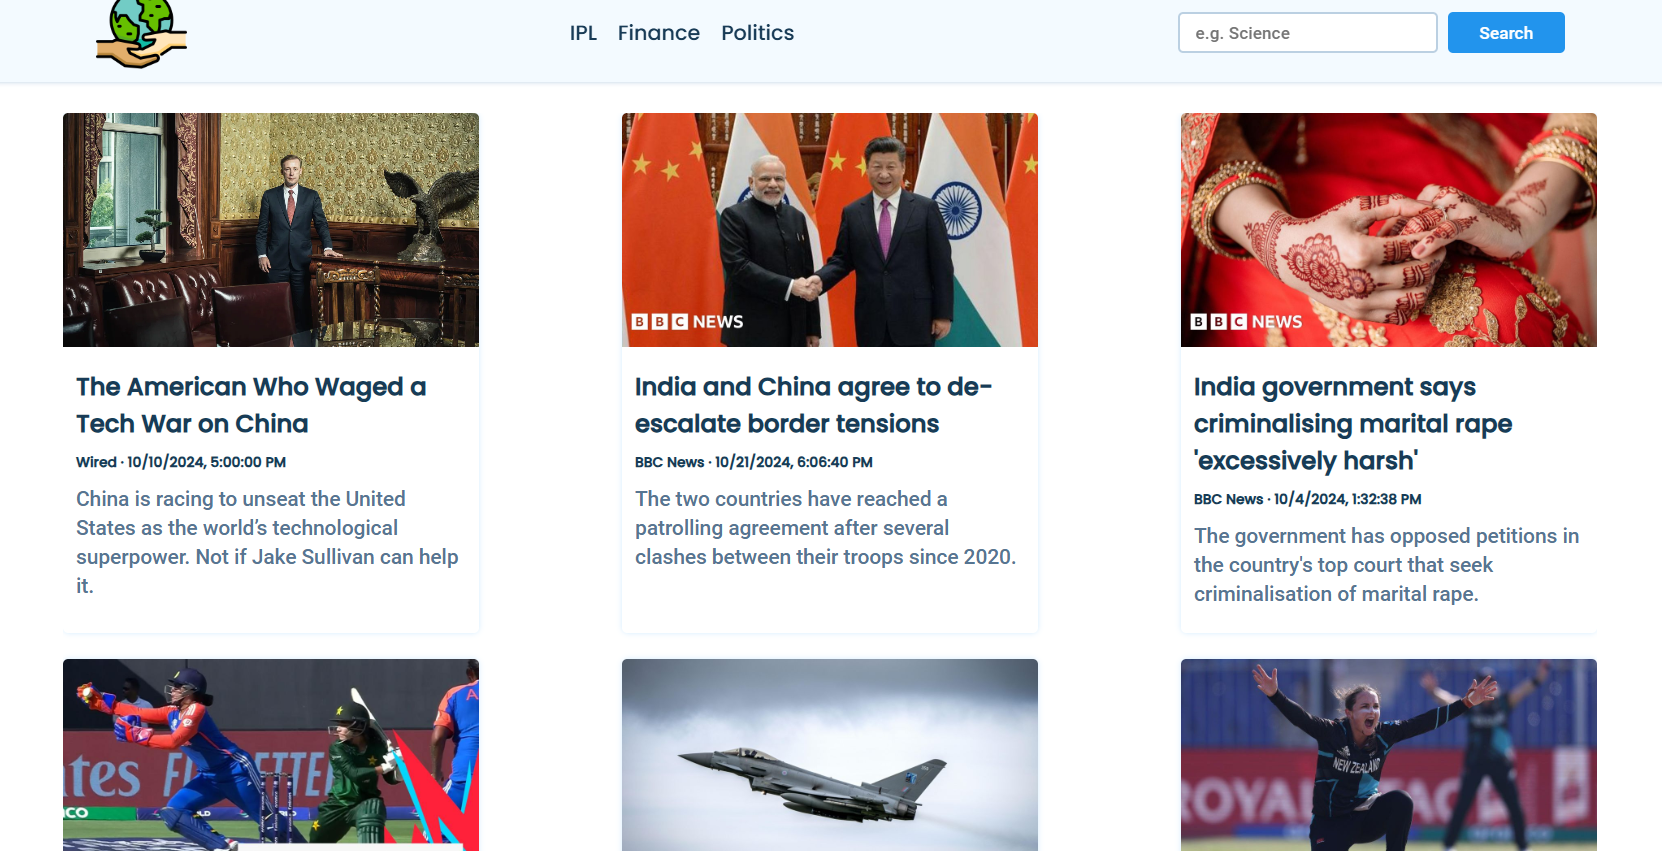 IPL Finance Politics
e.g. Science
Search
BBC NEWS
BBC NEWS
The American Who Waged a
Tech War on China
Wired · 10/10/2024, 5:00:00 PM
China is racing to unseat the United
States as the world’s technological
superpower. Not if Jake Sullivan can help
it.
India and China agree to de-
escalate border tensions
BBC News · 10/21/2024, 6:06:40 PM
The two countries have reached a
patrolling agreement after several
clashes between their troops since 2020.
India government says
criminalising marital rape
'excessively harsh'
BBC News · 10/4/2024, 1:32:38 PM
The government has opposed petitions in
the country's top court that seek
criminalisation of marital rape.
NEW ZEALAND